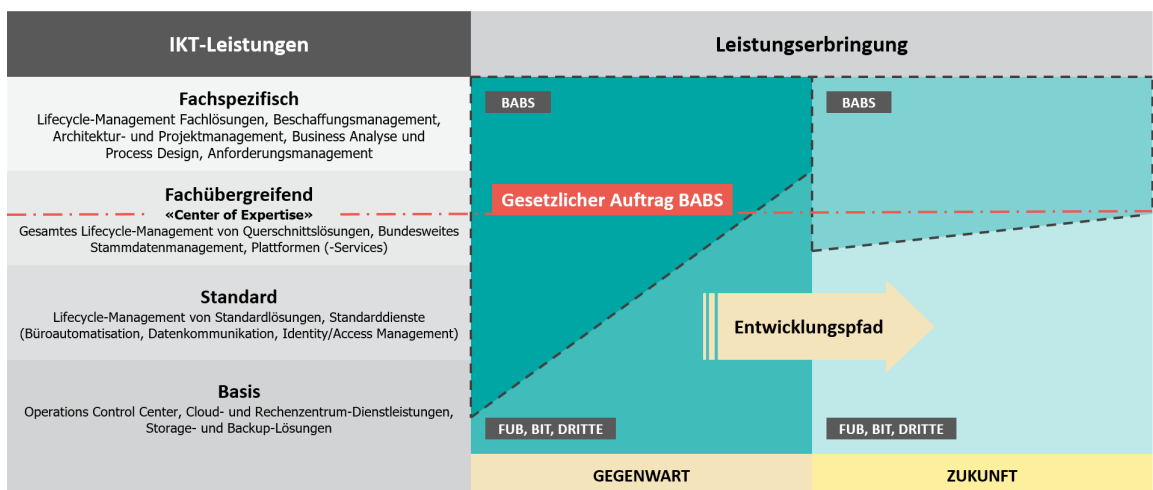 IKT-Leistungen
Leistungserbringung
Fachspezifisch
Lifecycle-Management Fachlösungen, Beschaffungsmanagement,
Architektur- und Projektmanagement, Business Analyse und
Process Design, Anforderungsmanagement
BABS
BABS
Fachübergreifend
«Center of Expertise»
Gesamtes Lifecycle-Management von Querschnittslösungen, Bundesweites
Stammdatenmanagement, Plattformen (-Services)
Gesetzlicher Auftrag BABS
Standard
Lifecycle-Management von Standardlösungen, Standarddienste
(Büroautomatisation, Datenkommunikation, Identity/Access Management)
Entwicklungspfad
Basis
Operations Control Center, Cloud- und Rechenzentrum-Dienstleistungen,
Storage- und Backup-Lösungen
FUB, BIT, DRITTE
FUB, BIT, DRITTE
GEGENWART
ZUKUNFT